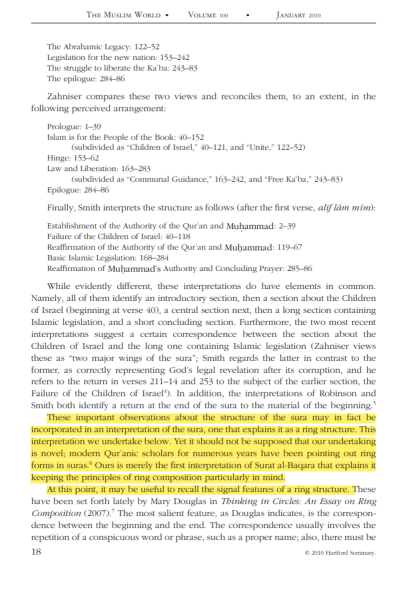 THE MUSLIM WORLD • VOLUME 100 • JANUARY 2010
The Abrahamic Legacy: 122–52
Legislation for the new nation: 153–242
The struggle to liberate the Ka'ba: 243–83
The epilogue: 284–86
Zahniser compares these two views and reconciles them, to an extent, in the
following perceived arrangement:
Prologue: 1–39
Islam is for the People of the Book: 40–152
(subdivided as “Children of Israel,” 40–121, and “Unite,” 122–52)
Hinge: 153–62
Law and Liberation: 163–283
(subdivided as “Communal Guidance,” 163–242, and “Free Ka'ba,” 243–83)
Epilogue: 284–86
Finally, Smith interprets the structure as follows (after the first verse, alif lām mīm):
Establishment of the Authority of the Qur'an and Muḥammad: 2–39
Failure of the Children of Israel: 40–118
Reaffirmation of the Authority of the Qur'an and Muḥammad: 119–67
Basic Islamic Legislation: 168–284
Reaffirmation of Muḥammad's Authority and Concluding Prayer: 285–86
While evidently different, these interpretations do have elements in common.
Namely, all of them identify an introductory section, then a section about the Children
of Israel (beginning at verse 40), a central section next, then a long section containing
Islamic legislation, and a short concluding section. Furthermore, the two most recent
interpretations suggest a certain correspondence between the section about the
Children of Israel and the long one containing Islamic legislation (Zahniser views
these as “two major wings of the sura”; Smith regards the latter in contrast to the
former, as correctly representing God's legal revelation after its corruption, and he
refers to the return in verses 211–14 and 253 to the subject of the earlier section, the
Failure of the Children of Israel⁴). In addition, the interpretations of Robinson and
Smith both identify a return at the end of the sura to the material of the beginning.⁵
These important observations about the structure of the sura may in fact be
incorporated in an interpretation of the sura, one that explains it as a ring structure. This
interpretation we undertake below. Yet it should not be supposed that our undertaking
is novel; modern Qur'anic scholars for numerous years have been pointing out ring
forms in suras.⁶ Ours is merely the first interpretation of Surat al-Baqara that explains it
keeping the principles of ring composition particularly in mind.
At this point, it may be useful to recall the signal features of a ring structure. These
have been set forth lately by Mary Douglas in Thinking in Circles: An Essay on Ring
Composition (2007).⁷ The most salient feature, as Douglas indicates, is the correspon-
dence between the beginning and the end. The correspondence usually involves the
repetition of a conspicuous word or phrase, such as a proper name; also, there must be
18 © 2010 Hartford Seminary.